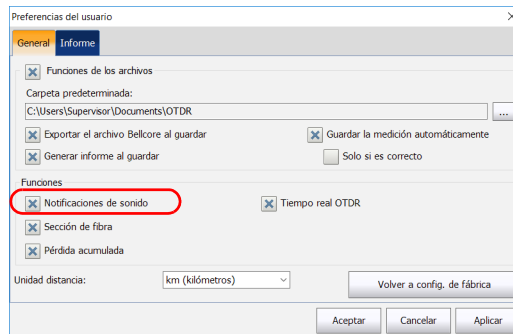 Preferencias del usuario
General Informe
Funciones de los archivos
Carpeta predeterminada:
C:\Users\Supervisor\Documents\OTDR ...
Exportar el archivo Bellcore al guardar Guardar la medición automáticamente
Generar informe al guardar Solo si es correcto
Funciones
Notificaciones de sonido Tiempo real OTDR
Sección de fibra
Pérdida acumulada
Unidad distancia: km (kilómetros) Volver a config. de fábrica
Aceptar Cancelar Aplicar